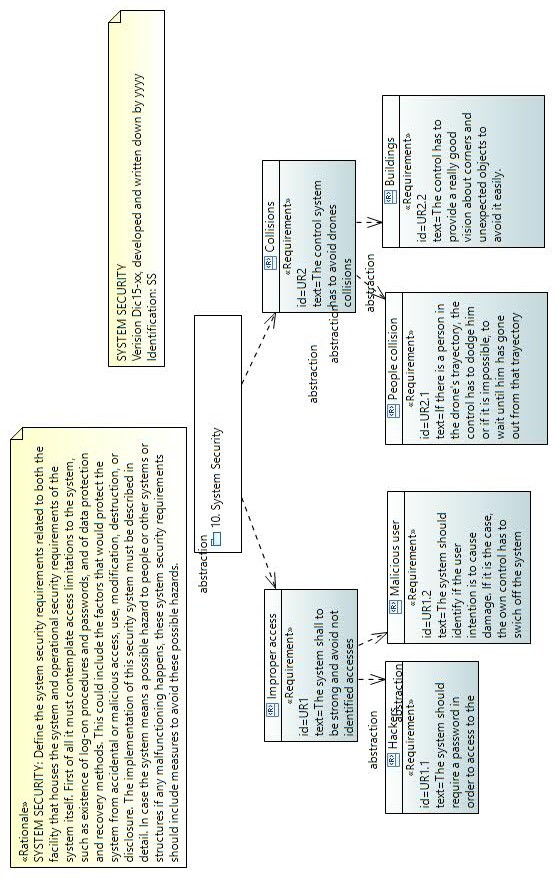 «Rationale»
SYSTEM SECURITY: Define the system security requirements related to both the
facility that houses the system and operational security requirements of the
system itself. First of all it must contemplate access limitations to the system,
such as existence of log-on procedures and passwords, and of data protection
and recovery methods. This could include the factors that would protect the
system from accidental or malicious access, use, modification, destruction, or
disclosure. The implementation of this security system must be described in
detail. In case the system means a possible hazard to people or other systems or
structures if any malfunctioning happens, these system security requirements
should include measures to avoid these possible hazards.
SYSTEM SECURITY
Verision Dic15-xx, developed and written down by yyyy
Identification: SS
10. System Security
abstraction
abstraction
<R> Improper access
«Requirement»
id=UR1
text=The system shall to
be strong and avoid not
identified accesses
<R> Collisions
«Requirement»
id=UR2
text=The control system
has to avoid drones
collisions
abstraction
abstraction
abstraction
abstraction
<R> Hackers
«Requirement»
id=UR1.1
text=The system should
require a password in
order to access to the
<R> Malicious user
«Requirement»
id=UR1.2
text=The system should
identify if the user
intention is to cause
damage. If it is the case,
the own control has to
swich off the system
<R> People collision
«Requirement»
id=UR2.1
text=If there is a person in
the drone's trayectory, the
control has to dodge him
or if it is impossible, to
wait until him has gone
out from that trayectory
<R> Buildings
«Requirement»
id=UR2.2
text=The control has to
provide a really good
vision about corners and
unexpected objects to
avoid it easily.